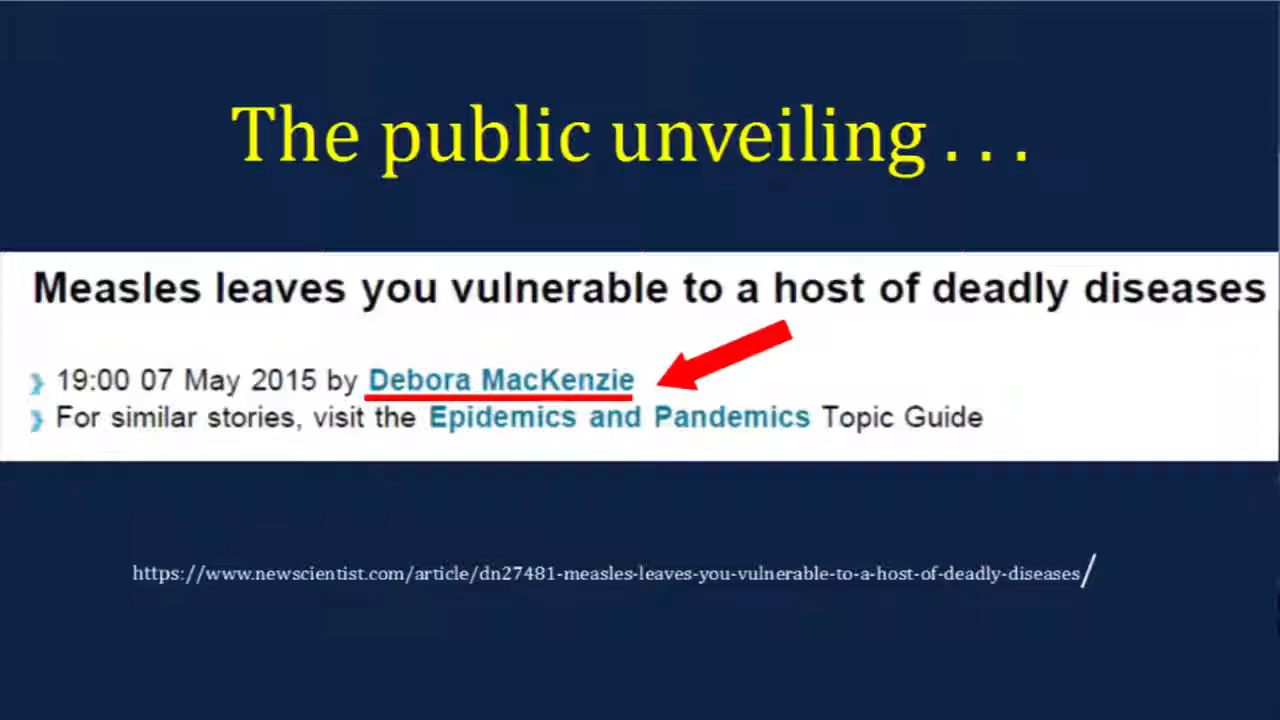 The public unveiling . . .
Measles leaves you vulnerable to a host of deadly diseases
19:00 07 May 2015 by Debora MacKenzie
For similar stories, visit the Epidemics and Pandemics Topic Guide
https://www.newscientist.com/article/dn27481-measles-leaves-you-vulnerable-to-a-host-of-deadly-diseases/